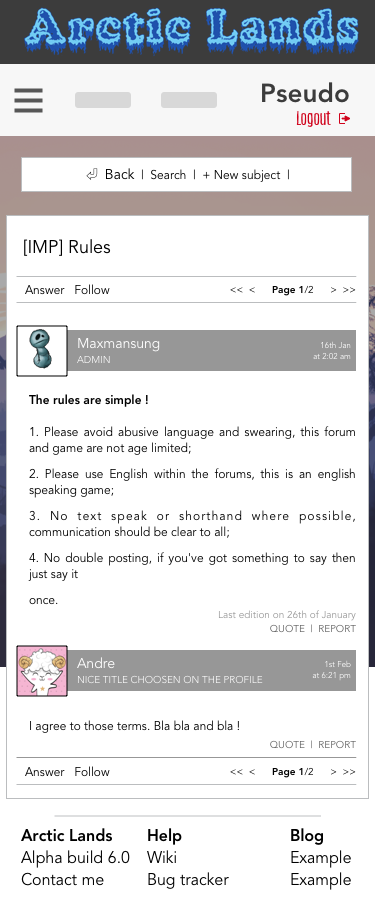 Arctic Lands
Pseudo
Logout
Back | Search | + New subject |
[IMP] Rules
Answer Follow << < Page 1/2 > >>
Maxmansung 16th Jan
ADMIN at 2:02 am
The rules are simple !
1. Please avoid abusive language and swearing, this forum
and game are not age limited;
2. Please use English within the forums, this is an english
speaking game;
3. No text speak or shorthand where possible,
communication should be clear to all;
4. No double posting, if you've got something to say then
just say it
once.
Last edition on 26th of January
QUOTE | REPORT
Andre 1st Feb
NICE TITLE CHOOSEN ON THE PROFILE at 6:21 pm
I agree to those terms. Bla bla and bla !
QUOTE | REPORT
Answer Follow << < Page 1/2 > >>
Arctic Lands Help Blog
Alpha build 6.0 Wiki Example
Contact me Bug tracker Example